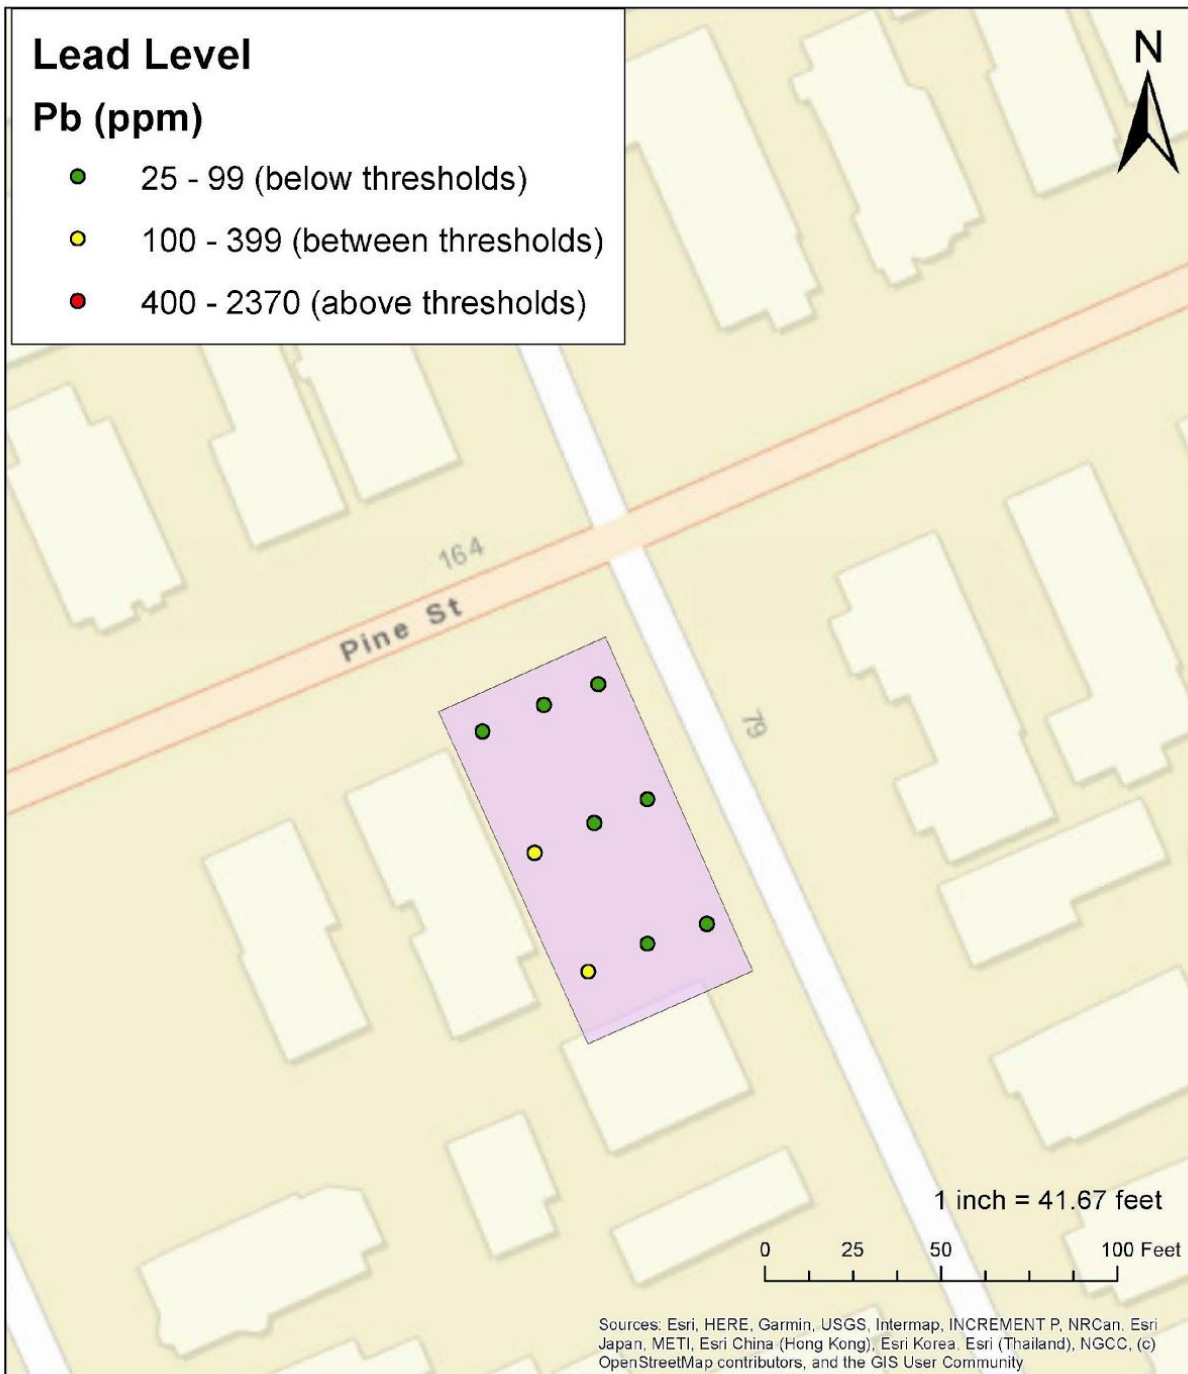 Lead Level
Pb (ppm)
25 - 99 (below thresholds)
100 - 399 (between thresholds)
400 - 2370 (above thresholds)
N
164
Pine St
79
1 inch = 41.67 feet
0 25 50 100 Feet
Sources: Esri, HERE, Garmin, USGS, Intermap, INCREMENT P, NRCan, Esri
Japan, METI, Esri China (Hong Kong), Esri Korea, Esri (Thailand), NGCC, (c)
OpenStreetMap contributors, and the GIS User Community